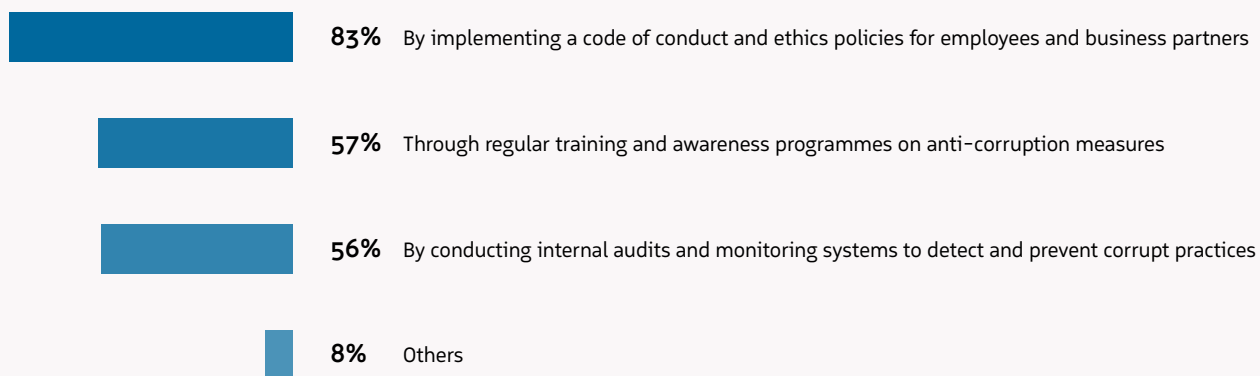 83% By implementing a code of conduct and ethics policies for employees and business partners
57% Through regular training and awareness programmes on anti-corruption measures
56% By conducting internal audits and monitoring systems to detect and prevent corrupt practices
8% Others